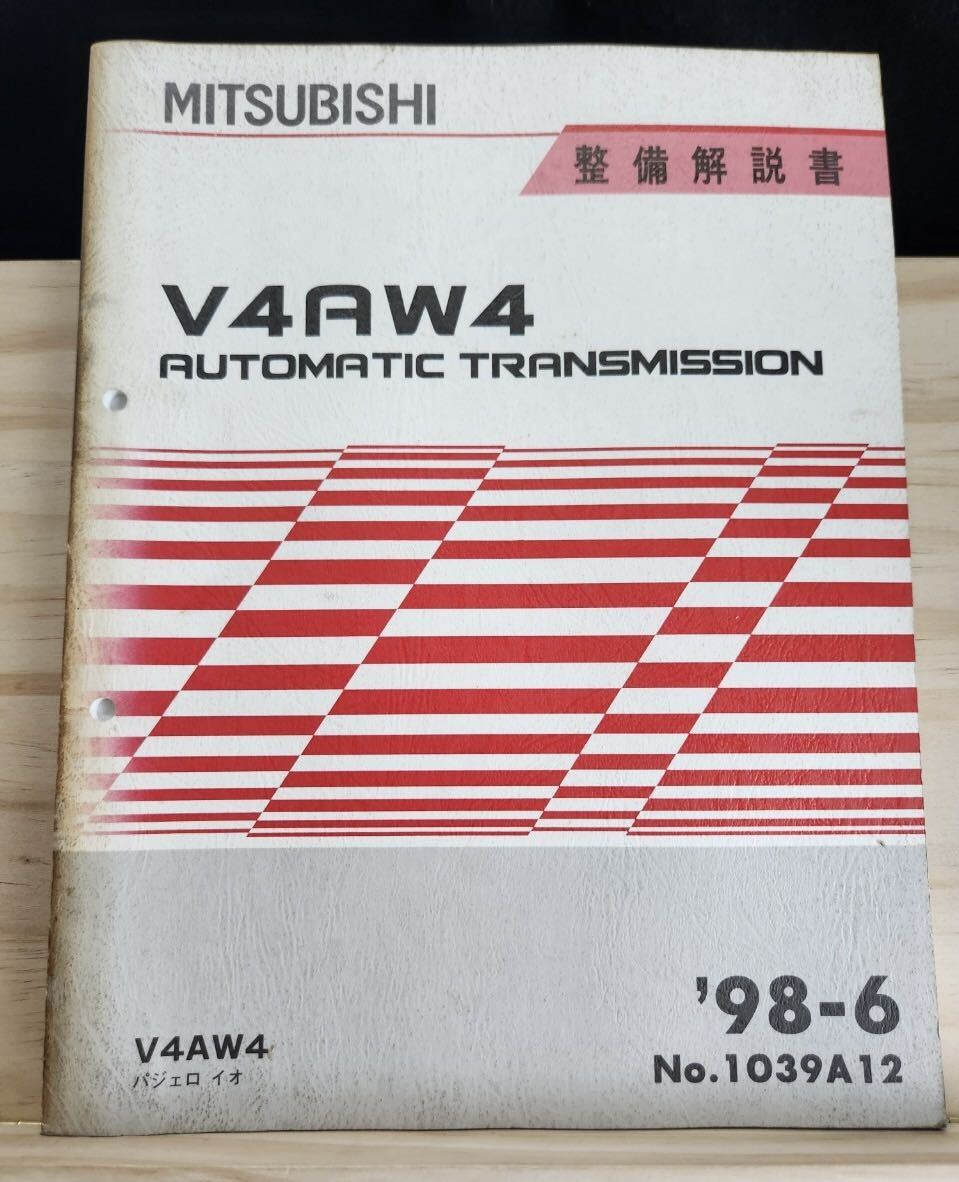 MITSUBISHI
整備解説書
V4AW4
AUTOMATIC TRANSMISSION
'98-6
No.1039A12
V4AW4
パジェロ イオ